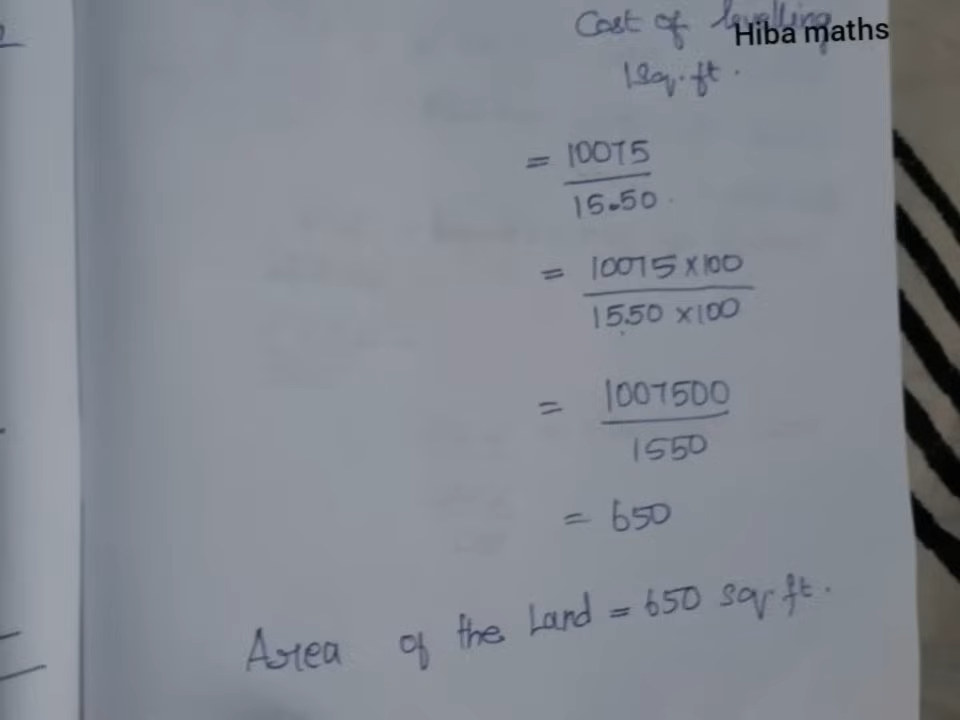 Cost of levelling
Hiba maths
1sq.ft.
= 10075
15.50
= 10075 x 100
15.50 x 100
= 1007500
1550
= 650
Area of the Land = 650 sq ft.